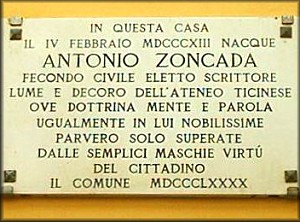 IN QUESTA CASA
IL IV FEBBRAIO MDCCCXIII NACQUE
ANTONIO ZONCADA
FECONDO CIVILE ELETTO SCRITTORE
LUME E DECORO DELL'ATENEO TICINESE
OVE DOTTRINA MENTE E PAROLA
UGUALMENTE IN LUI NOBILISSIME
PARVERO SOLO SUPERATE
DALLE SEMPLICI MASCHIE VIRTÚ
DEL CITTADINO
IL COMUNE MDCCCLXXXX